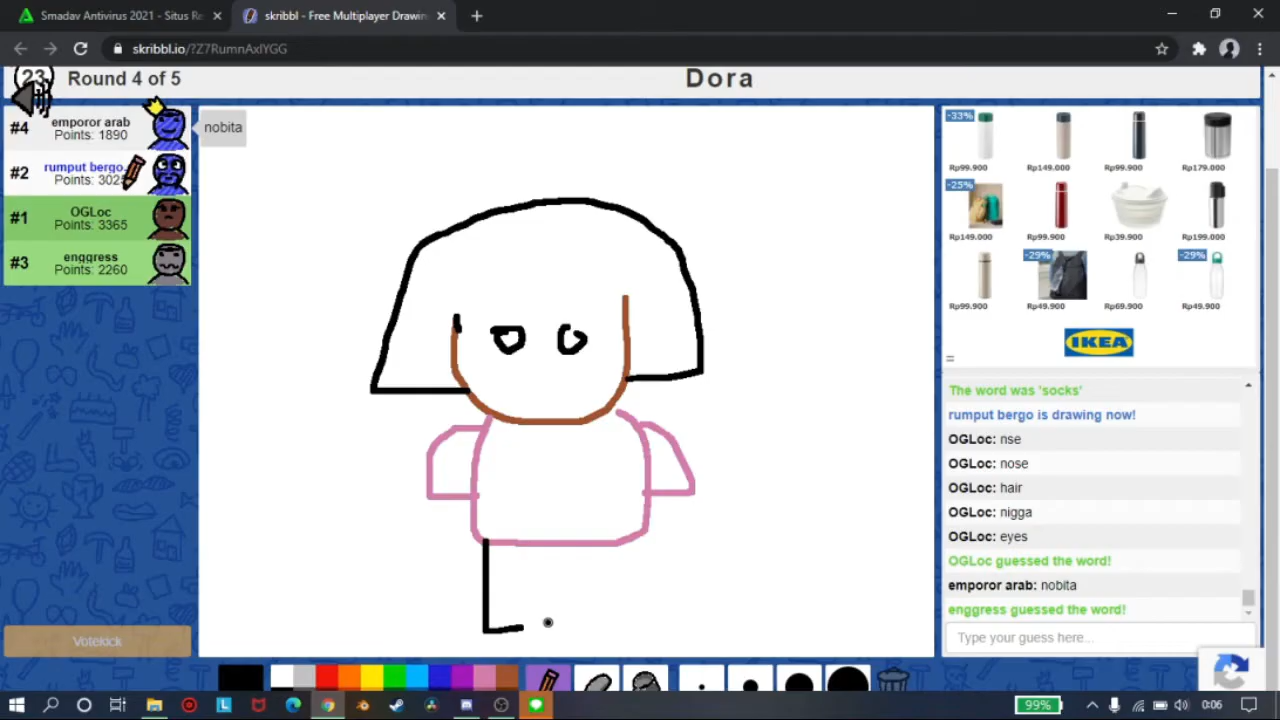 Smadav Antivirus 2021 - Situs Re
skribbl - Free Multiplayer Drawin
skribbl.io/?Z7RumnAxlYGG
23
Round 4 of 5
Dora
#4
emporor arab
Points: 1890
nobita
#2
rumput bergo
Points: 3025
#1
OGLoc
Points: 3365
#3
enggress
Points: 2260
Votekick
-33%
Rp99.900
Rp149.000
Rp99.900
Rp179.000
-25%
Rp149.000
Rp99.900
Rp39.900
Rp199.000
-29%
-29%
Rp99.900
Rp49.900
Rp69.900
Rp49.900
IKEA
The word was 'socks'
rumput bergo is drawing now!
OGLoc: nse
OGLoc: nose
OGLoc: hair
OGLoc: nigga
OGLoc: eyes
OGLoc guessed the word!
emporor arab: nobita
enggress guessed the word!
Type your guess here...
99%
0:06